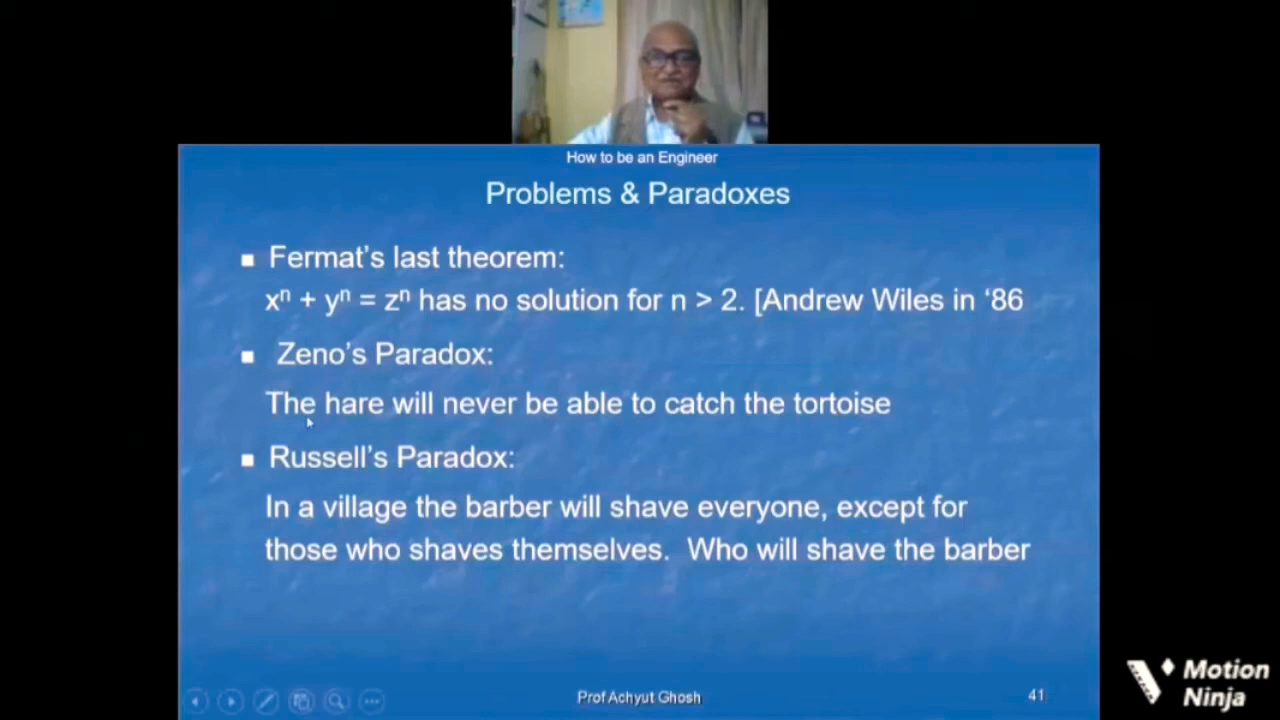 How to be an Engineer
Problems & Paradoxes
▪ Fermat's last theorem:
xⁿ + yⁿ = zⁿ has no solution for n > 2. [Andrew Wiles in ‘86
▪ Zeno's Paradox:
The hare will never be able to catch the tortoise
▪ Russell's Paradox:
In a village the barber will shave everyone, except for
those who shaves themselves. Who will shave the barber
Prof Achyut Ghosh
41
Motion
Ninja